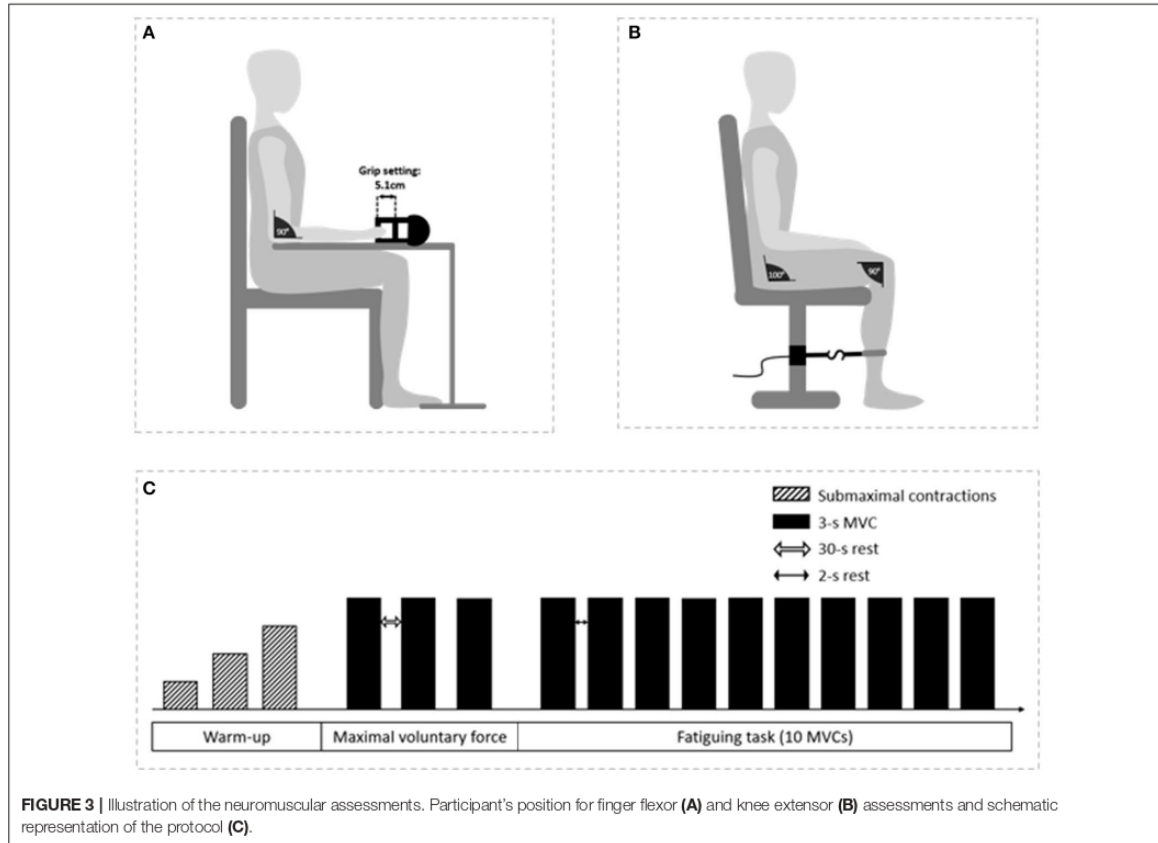 A
Grip setting:
5.1cm
90°
B
100°
90°
C
Submaximal contractions
3-s MVC
30-s rest
2-s rest
Warm-up
Maximal voluntary force
Fatiguing task (10 MVCs)
FIGURE 3 | Illustration of the neuromuscular assessments. Participant's position for finger flexor (A) and knee extensor (B) assessments and schematic
representation of the protocol (C).